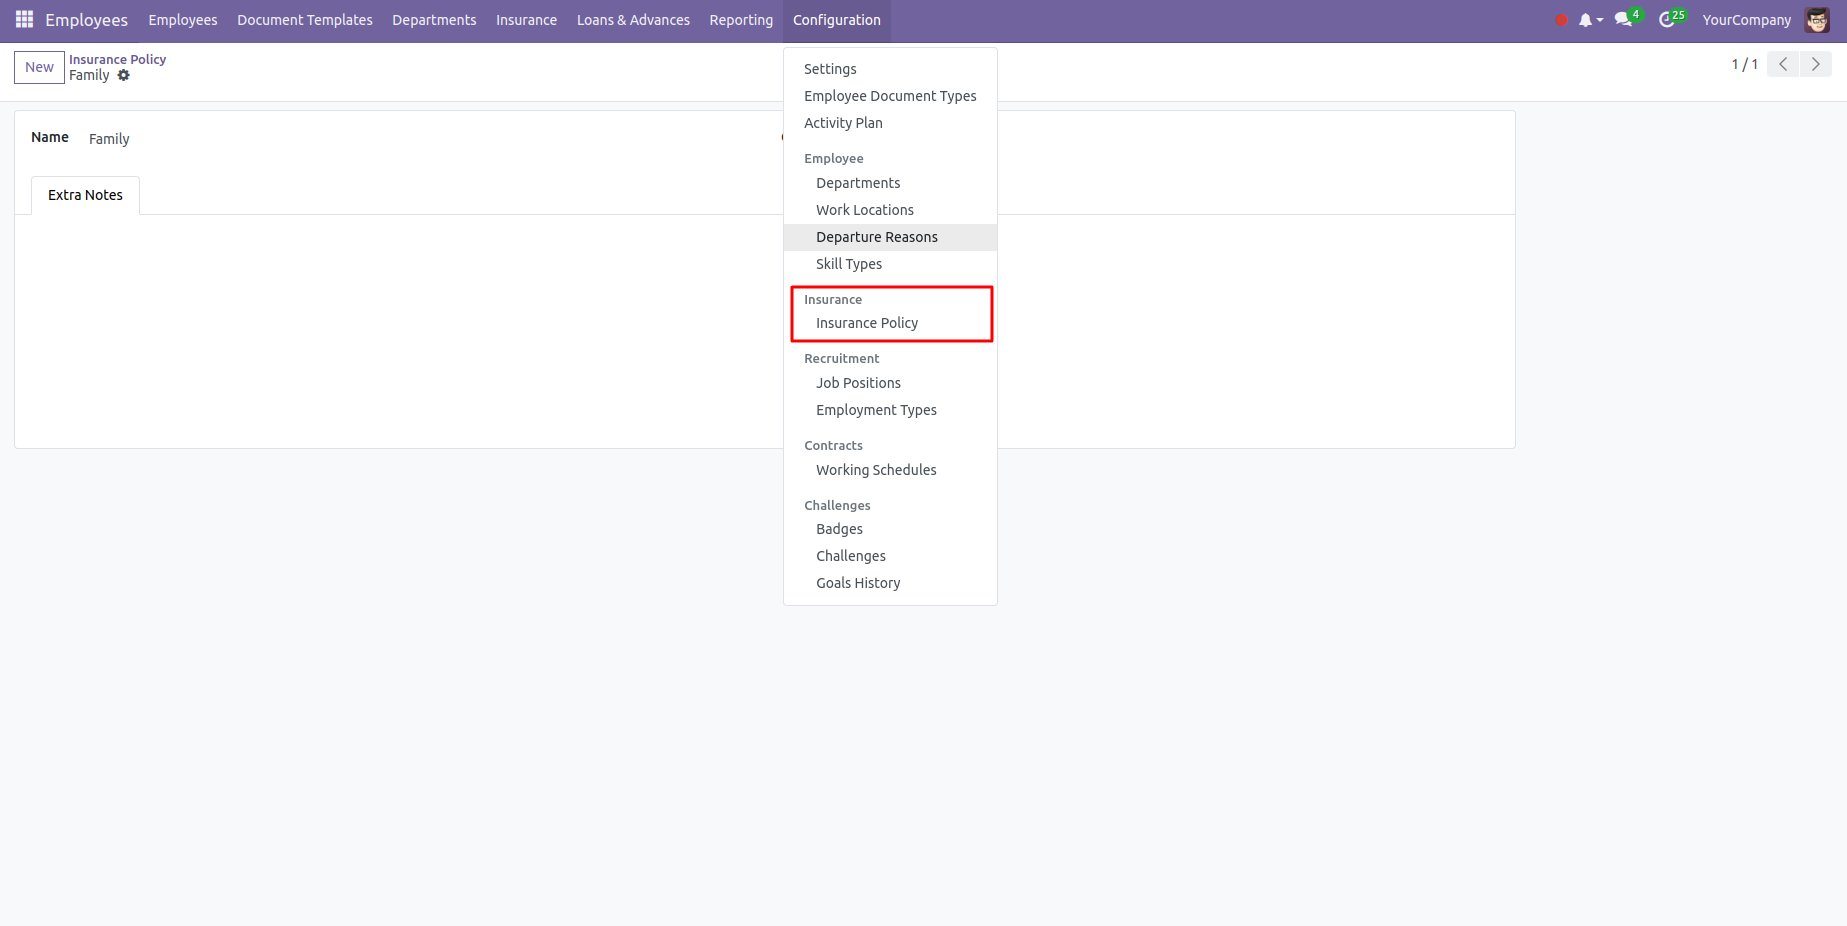 Employees Employees Document Templates Departments Insurance Loans & Advances Reporting Configuration 4 25 YourCompany
New Insurance Policy
Family
1 / 1
Name Family
Extra Notes
Settings
Employee Document Types
Activity Plan
Employee
Departments
Work Locations
Departure Reasons
Skill Types
Insurance
Insurance Policy
Recruitment
Job Positions
Employment Types
Contracts
Working Schedules
Challenges
Badges
Challenges
Goals History